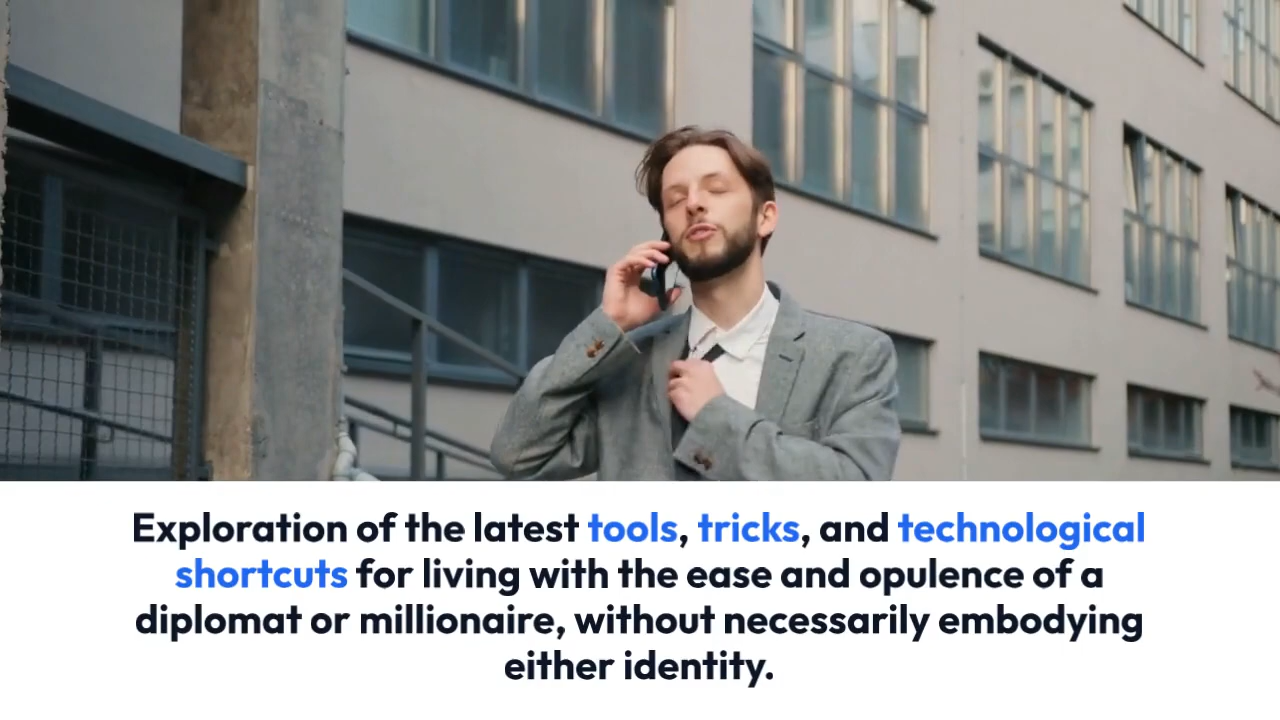 Exploration of the latest tools, tricks, and technological
shortcuts for living with the ease and opulence of a
diplomat or millionaire, without necessarily embodying
either identity.